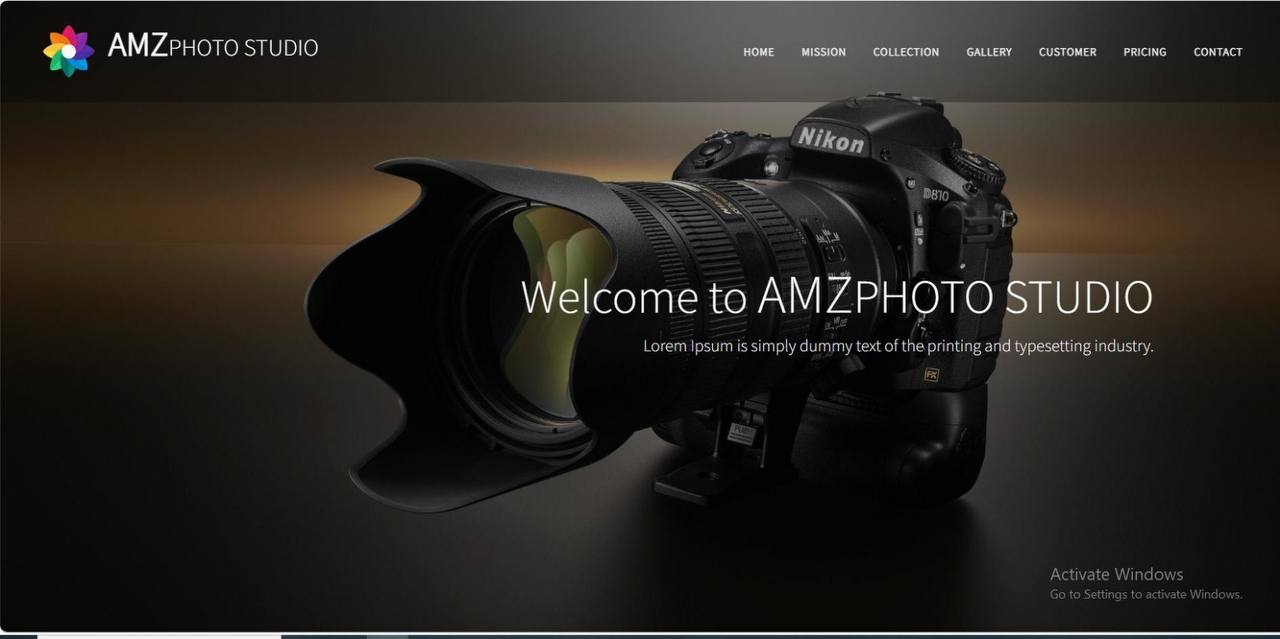 AMZPHOTO STUDIO
HOME MISSION COLLECTION GALLERY CUSTOMER PRICING CONTACT
Nikon
D810
Welcome to AMZPHOTO STUDIO
Lorem Ipsum is simply dummy text of the printing and typesetting industry.
FX
Activate Windows
Go to Settings to activate Windows.